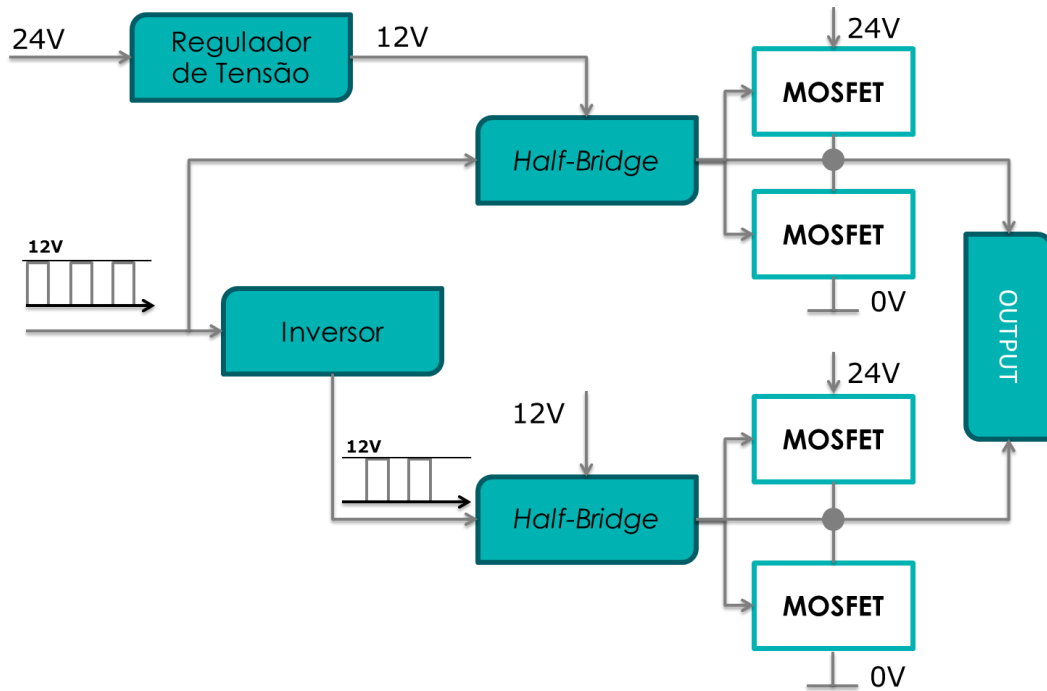 24V
Regulador
de Tensão
12V
24V
MOSFET
Half-Bridge
MOSFET
0V
12V
Inversor
OUTPUT
24V
MOSFET
12V
12V
Half-Bridge
MOSFET
0V